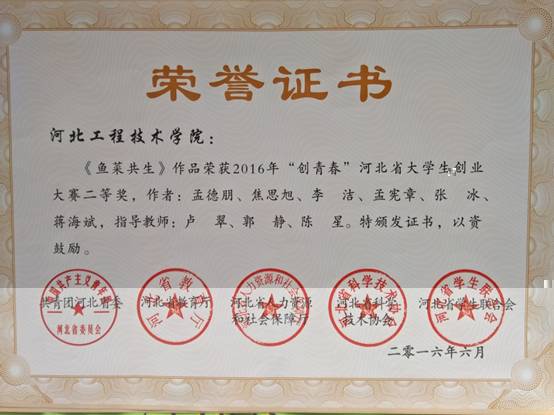 荣誉证书
河北工程技术学院：
《鱼菜共生》作品荣获2016年“创青春”河北省大学生创业
大赛二等奖，作者：孟德朋、焦思旭、李　洁、孟宪章、张　冰、
蒋海斌，指导教师：卢　翠、郭　静、陈　星。特颁发证书，以资
鼓励。
共青团河北省委　河北省教育厅　河北省人力资源　河北省科学　河北省学生联合会
和社会保障厅　技术协会
河北省委员会
二零一六年六月